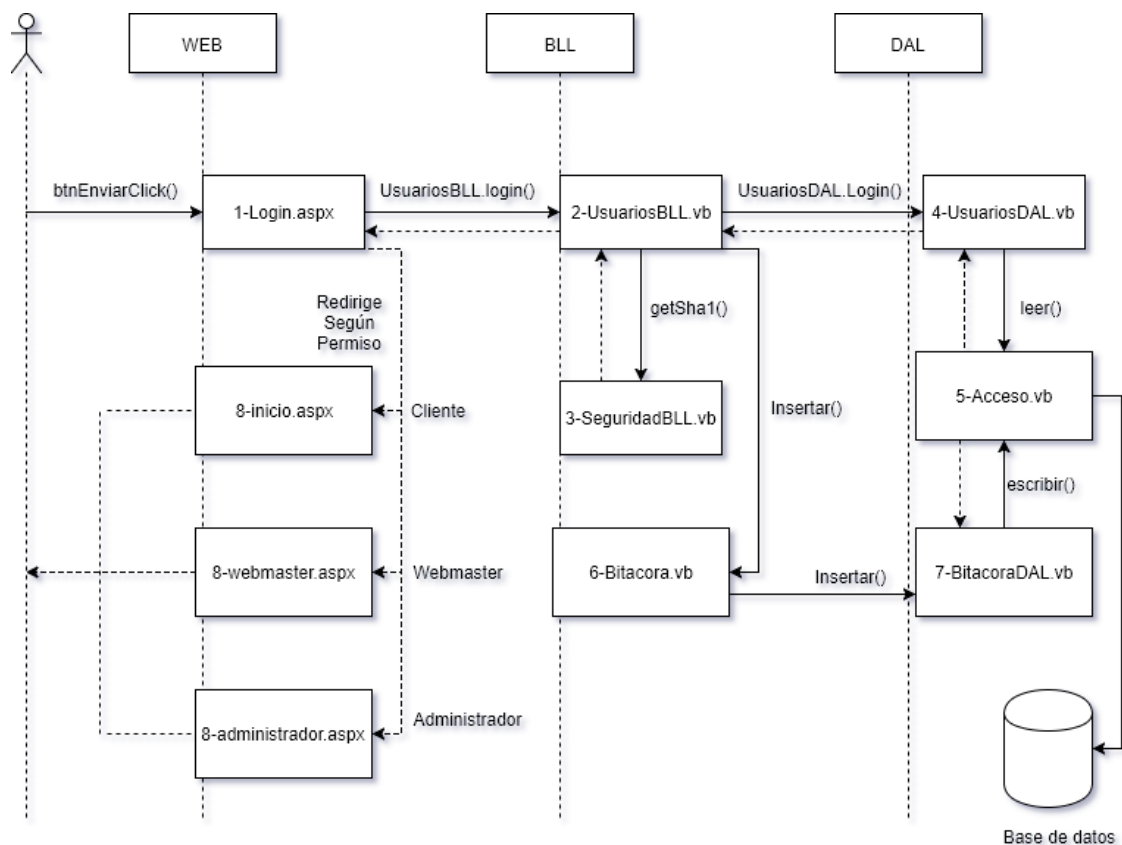 WEB
BLL
DAL
btnEnviarClick()
UsuariosBLL.login()
UsuariosDAL.Login()
1-Login.aspx
2-UsuariosBLL.vb
4-UsuariosDAL.vb
Redirige
Según
Permiso
getSha1()
leer()
8-inicio.aspx
Cliente
3-SeguridadBLL.vb
Insertar()
5-Acceso.vb
escribir()
8-webmaster.aspx
Webmaster
6-Bitacora.vb
Insertar()
7-BitacoraDAL.vb
8-administrador.aspx
Administrador
Base de datos